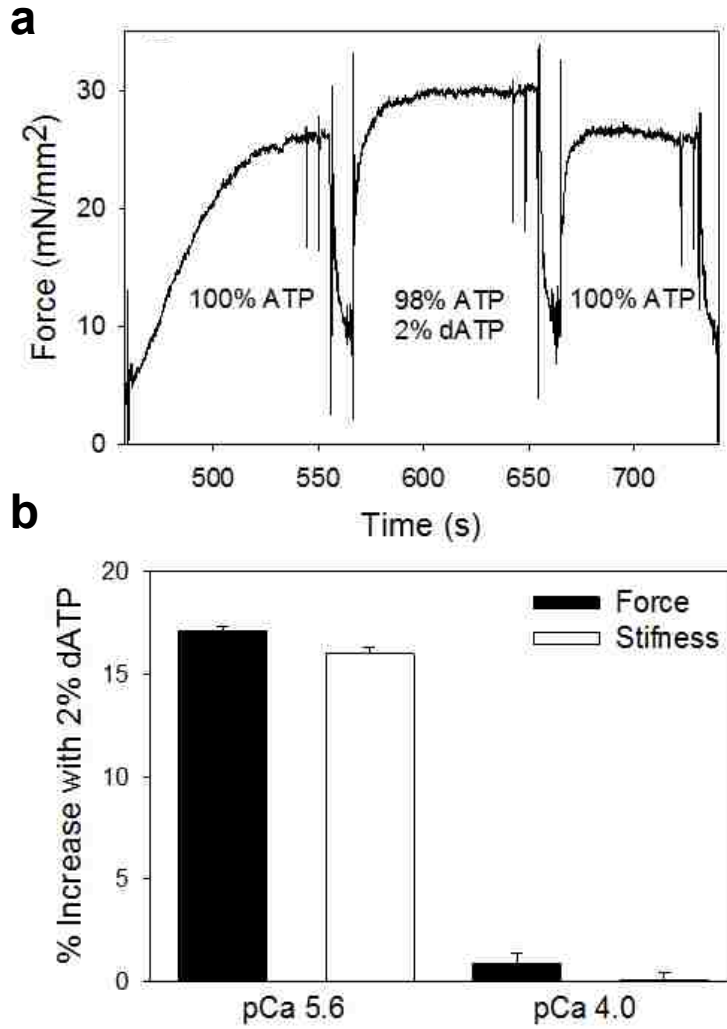 a
Force (mN/mm2)
30
20
10
0
100% ATP
98% ATP
2% dATP
100% ATP
500 550 600 650 700
Time (s)
b
% Increase with 2% dATP
20
15
10
5
0
Force
Stifness
pCa 5.6 pCa 4.0